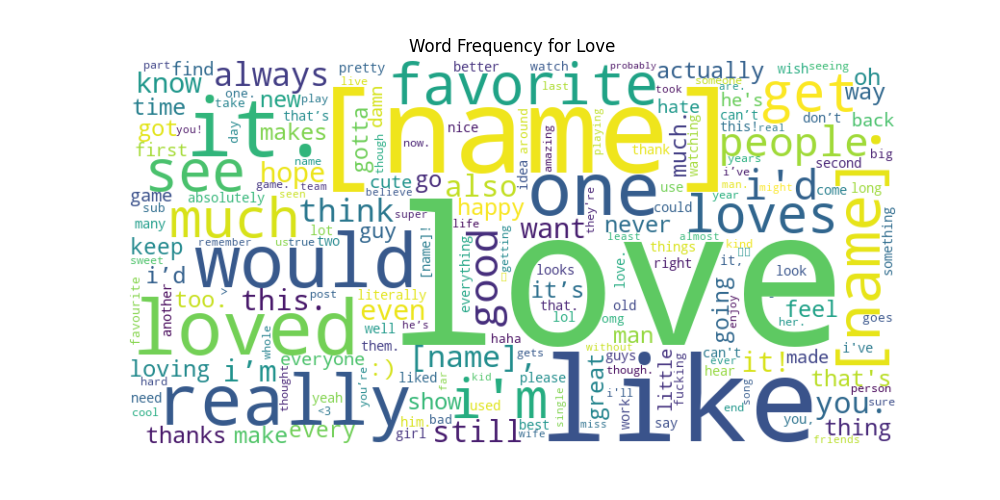 Word Frequency for Love
part find always pretty better watch probably actually someone wish seeing
know live favorite last took are. oh
time one. take new play damn [name] hate he's get way
it. that's can't don't
got you! day gotta though now. nice idea around playing thank much. watching this! real people. back
first makes amazing years second big
see hope name cute go use i've i'd come long
game absolutely game. team seen believe also one they're year man. might
sub much think super happy could loves [name]
many lot guy life want never something
keep remember us true two [name]! good getting least almost kind
sweet would everything looks love. things it, look
i’d > post love it’s right
favourite another too. this. literally that. old going enjoy her. feel
loved even well he’s lol omg man goes
whole them. haha without i've
loving i’m everyone :) [name], gets guys can't ever it! made
hard thought you’re liked far kid please great though. little hear that's
need really yeah show i'm i'll fucking song person
cool <3 used single work like you. sure
him. bad best miss say end you,
thanks make every girl still wife friends thing